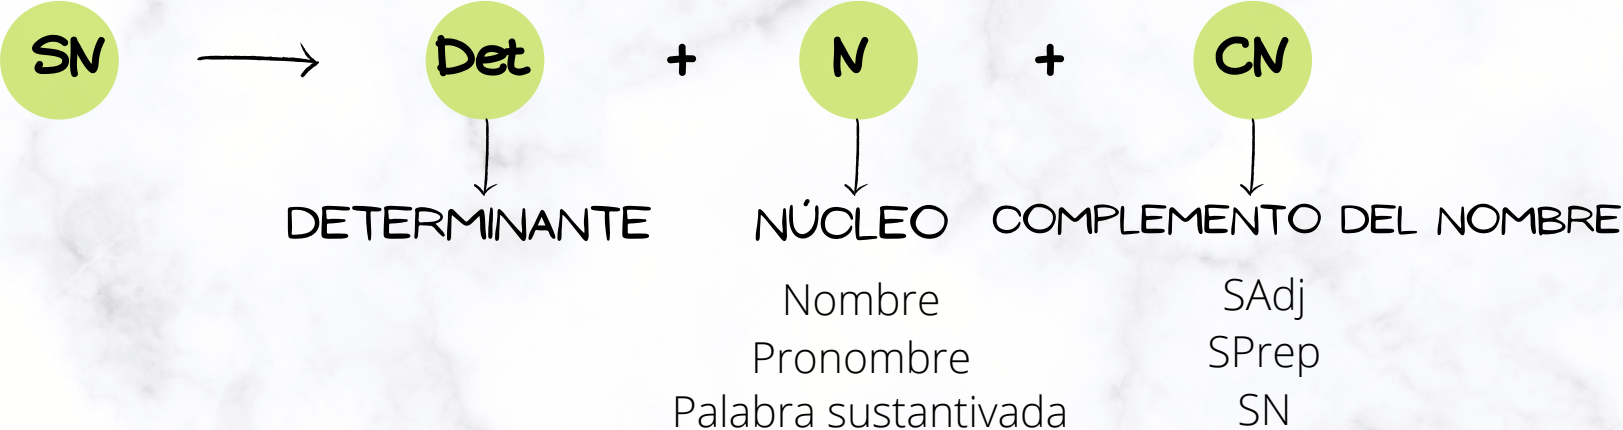 SN → Det + N + CN
DETERMINANTE NÚCLEO COMPLEMENTO DEL NOMBRE
Nombre SAdj
Pronombre SPrep
Palabra sustantivada SN